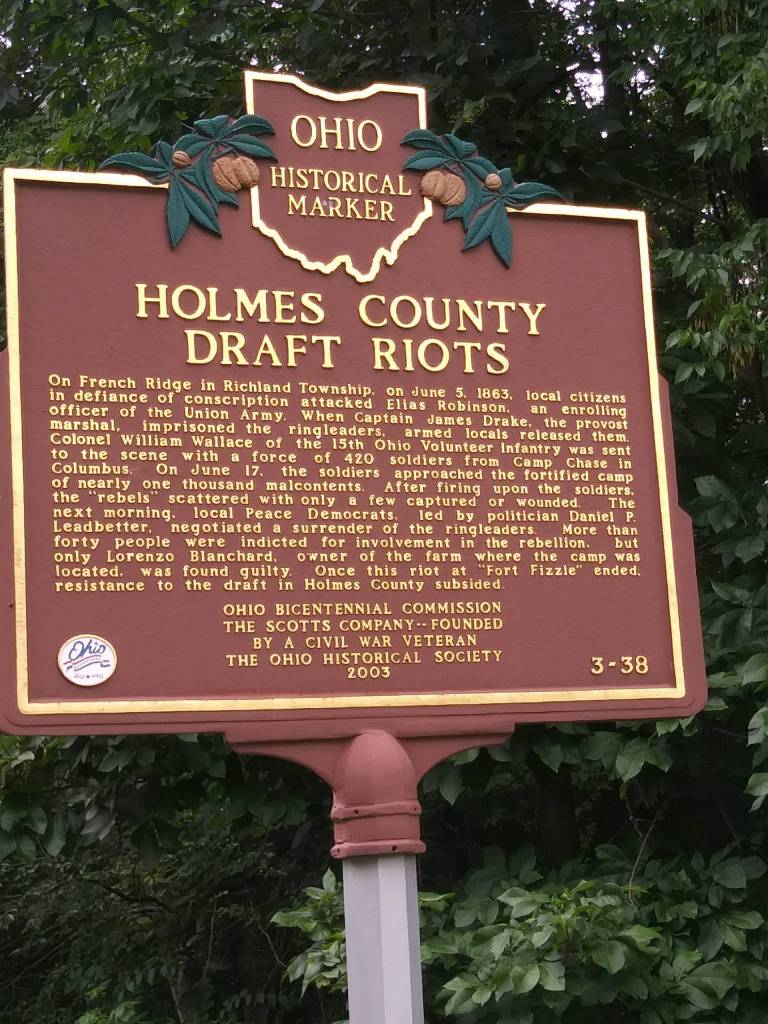 OHIO
HISTORICAL
MARKER
HOLMES COUNTY
DRAFT RIOTS
On French Ridge in Richland Township, on June 5, 1863, local citizens
in defiance of conscription attacked Elias Robinson, an enrolling
officer of the Union Army. When Captain James Drake, the provost
marshal, imprisoned the ringleaders, armed locals released them.
Colonel William Wallace of the 15th Ohio Volunteer Infantry was sent
to the scene with a force of 420 soldiers from Camp Chase in
Columbus. On June 17, the soldiers approached the fortified camp
of nearly one thousand malcontents. After firing upon the soldiers,
the "rebels" scattered with only a few captured or wounded. The
next morning, local Peace Democrats, led by politician Daniel P.
Leadbetter, negotiated a surrender of the ringleaders. More than
forty people were indicted for involvement in the rebellion, but
only Lorenzo Blanchard, owner of the farm where the camp was
located, was found guilty. Once this riot at "Fort Fizzle" ended,
resistance to the draft in Holmes County subsided.
OHIO BICENTENNIAL COMMISSION
THE SCOTTS COMPANY--FOUNDED
BY A CIVIL WAR VETERAN
THE OHIO HISTORICAL SOCIETY
2003
3-38
Ohio